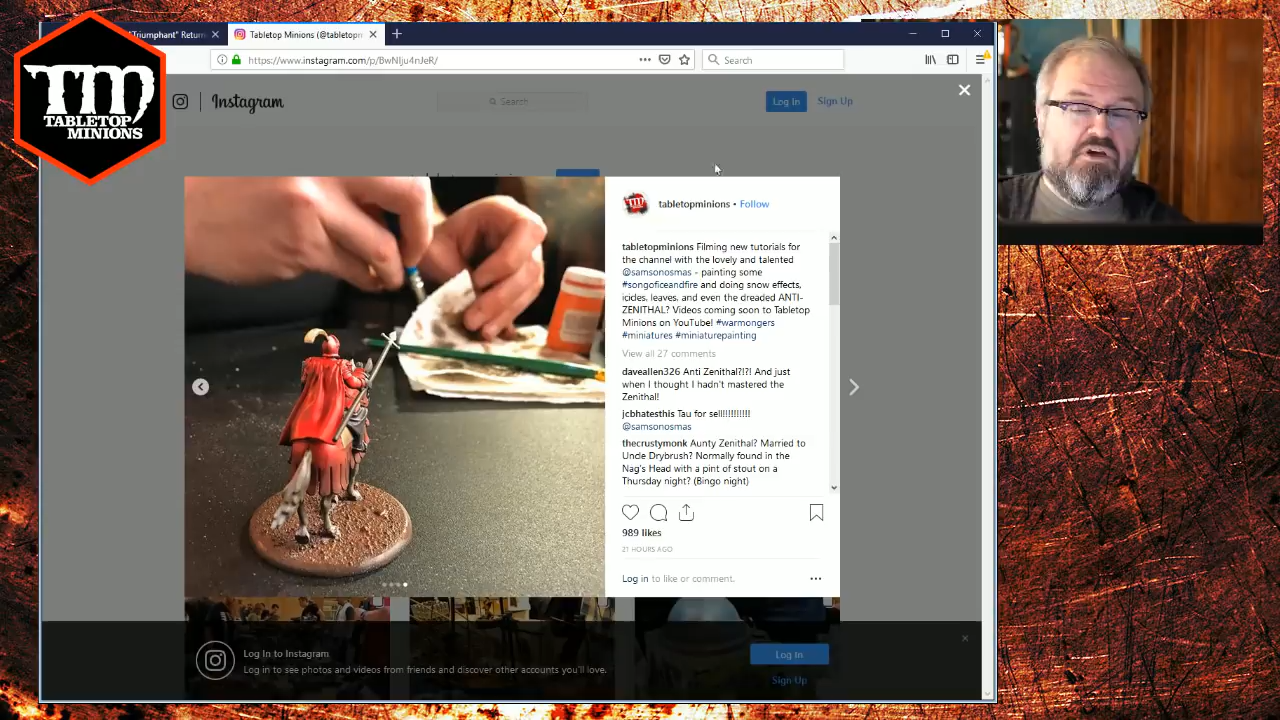 "Triumphant" Return
Tabletop Minions (@tabletopm
https://www.instagram.com/p/BwNlju4nJeR/
Search
TM
TABLETOP
MINIONS
Instagram
Search
Log In
Sign Up
tabletopminions • Follow
tabletopminions Filming new tutorials for
the channel with the lovely and talented
@samsonosmas - painting some
#songoficeandfire and doing snow effects,
icicles, leaves, and even the dreaded ANTI-
ZENITHAL? Videos coming soon to Tabletop
Minions on YouTube! #warmongers
#miniatures #miniaturepainting
View all 27 comments
daveallen326 Anti Zenithal?!?! And just
when I thought I hadn't mastered the
Zenithal!
jcbhatesthis Tau for sell!!!!!!!!!!
@samsonosmas
thecrustymonk Aunty Zenithal? Married to
Uncle Drybrush? Normally found in the
Nag's Head with a pint of stout on a
Thursday night? (Bingo night)
989 likes
21 HOURS AGO
Log in to like or comment.
Log In to Instagram
Log in to see photos and videos from friends and discover other accounts you'll love.
Log In
Sign Up